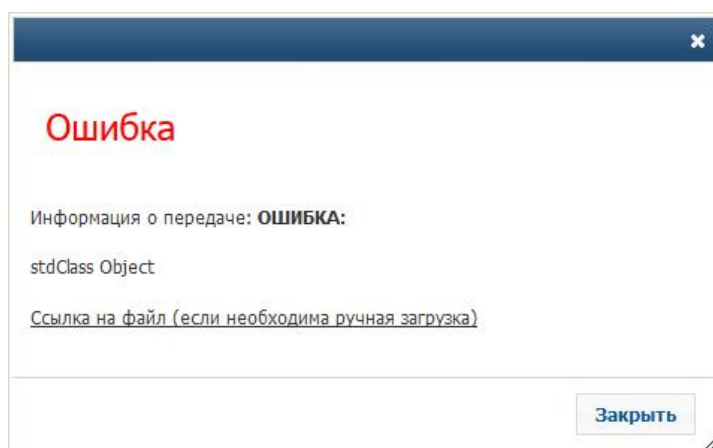 Ошибка
Информация о передаче: ОШИБКА:
stdClass Object
Ссылка на файл (если необходима ручная загрузка)
Закрыть